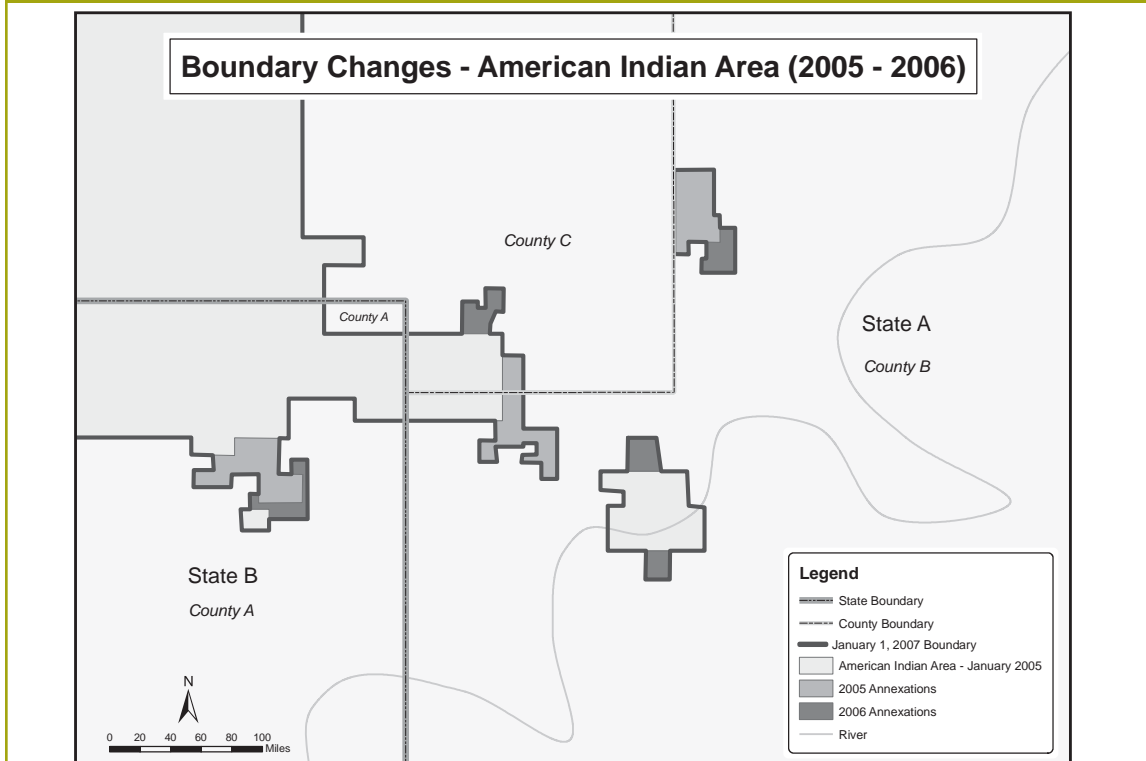 Boundary Changes - American Indian Area (2005 - 2006)
County C
County A
State A
County B
State B
County A
N
0 20 40 60 80 100
Miles
Legend
State Boundary
County Boundary
January 1, 2007 Boundary
American Indian Area - January 2005
2005 Annexations
2006 Annexations
River